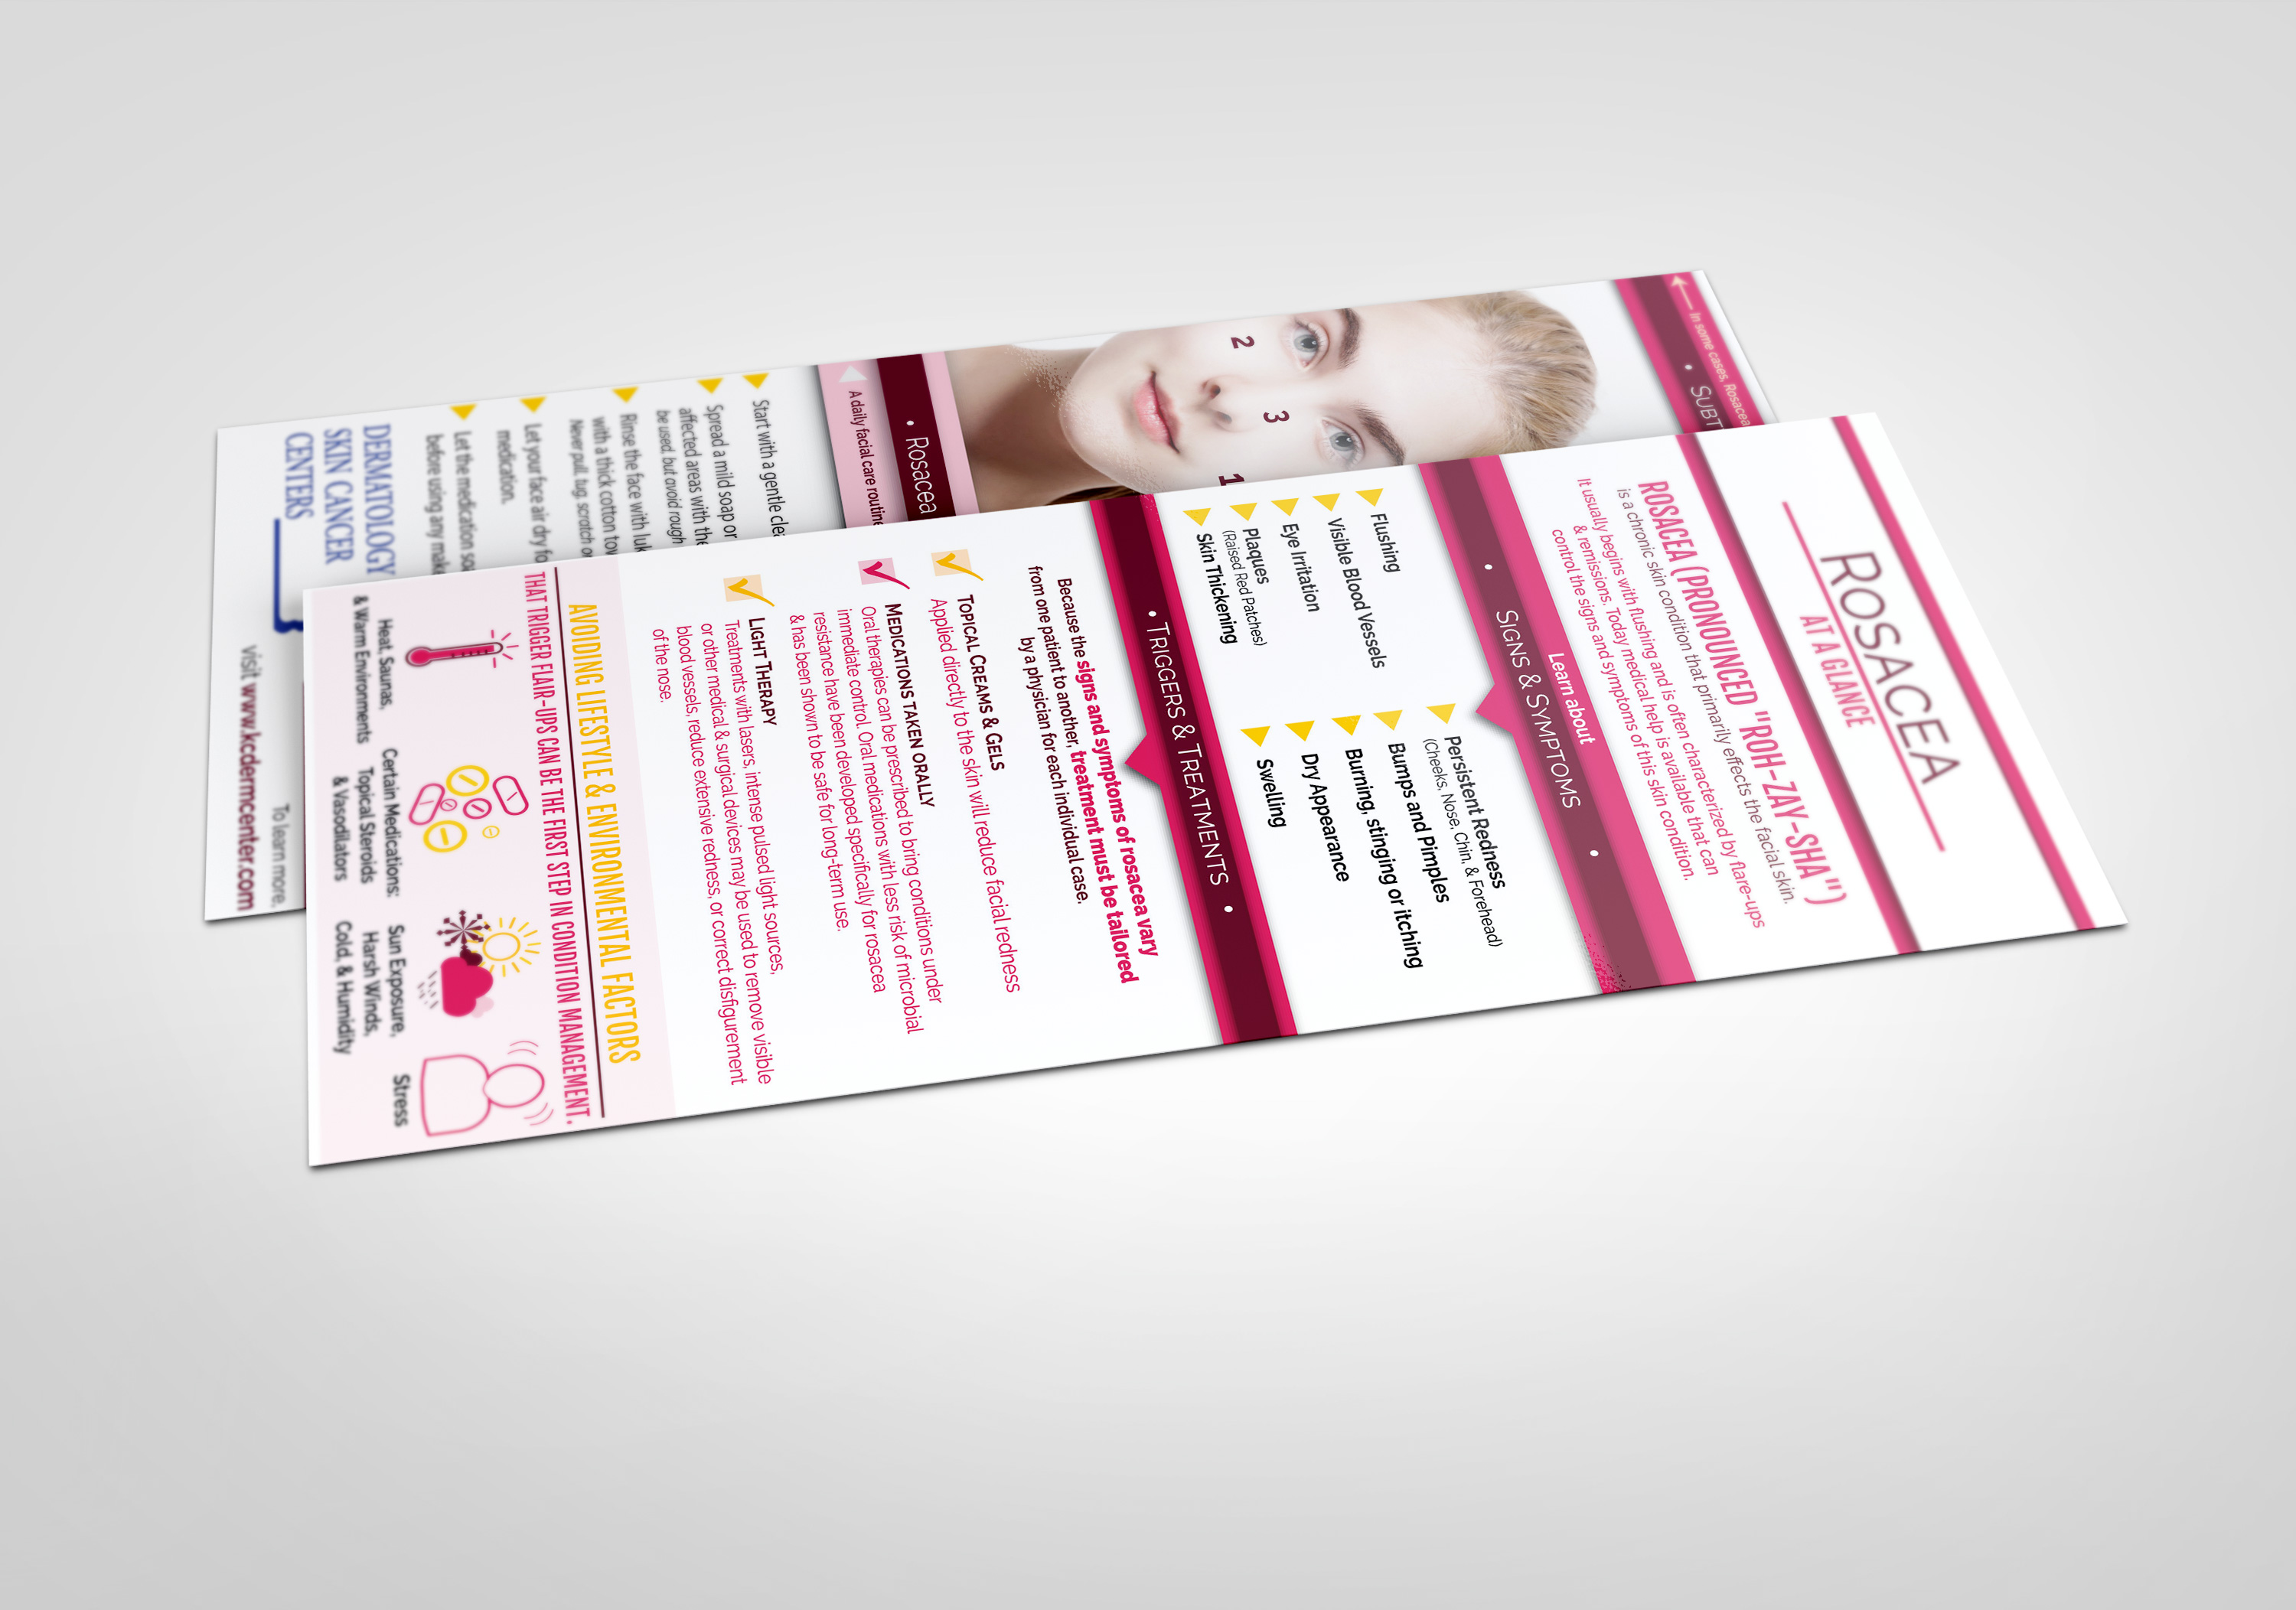 ROSACEA
AT A GLANCE
ROSACEA (PRONOUNCED "ROH-ZAY-SHA")
is a chronic skin condition that primarily effects the facial skin.
It usually begins with flushing and is often characterized by flare-ups
& remissions. Today medical help is available that can
control the signs and symptoms of this skin condition.
Learn about
• SIGNS & SYMPTOMS •
Flushing
Visible Blood Vessels
Eye Irritation
Plaques
(Raised Red Patches)
Skin Thickening
Persistent Redness
(Cheeks, Nose, Chin, & Forehead)
Bumps and Pimples
Burning, stinging or itching
Dry Appearance
Swelling
• TRIGGERS & TREATMENTS •
Because the signs and symptoms of rosacea vary
from one patient to another, treatment must be tailored
by a physician for each individual case.
TOPICAL CREAMS & GELS
Applied directly to the skin will reduce facial redness
MEDICATIONS TAKEN ORALLY
Oral therapies can be prescribed to bring conditions under
immediate control. Oral medications with less risk of microbial
resistance have been developed specifically for rosacea
& has been shown to be safe for long-term use.
LIGHT THERAPY
Treatments with lasers, intense pulsed light sources,
or other medical & surgical devices may be used to remove visible
blood vessels, reduce extensive redness, or correct disfigurement
of the nose.
AVOIDING LIFESTYLE & ENVIRONMENTAL FACTORS
THAT TRIGGER FLAIR-UPS CAN BE THE FIRST STEP IN CONDITION MANAGEMENT.
Heat, Saunas,
& Warm Environments
Certain Medications:
Topical Steroids
& Vasodilators
Sun Exposure,
Harsh Winds,
Cold, & Humidity
Stress
In some cases, Rosacea
• SUBT
2
3
1
• Rosacea
A daily facial care routine
Start with a gentle clea
Spread a mild soap or
affected areas with the
be used, but avoid rough
Rinse the face with luk
with a thick cotton tow
Never pull, tug, scratch o
Let your face air dry fo
medication.
Let the medication soa
before using any make
DERMATOLOGY
SKIN CANCER
CENTERS
To learn more,
visit www.kcdermcenter.com